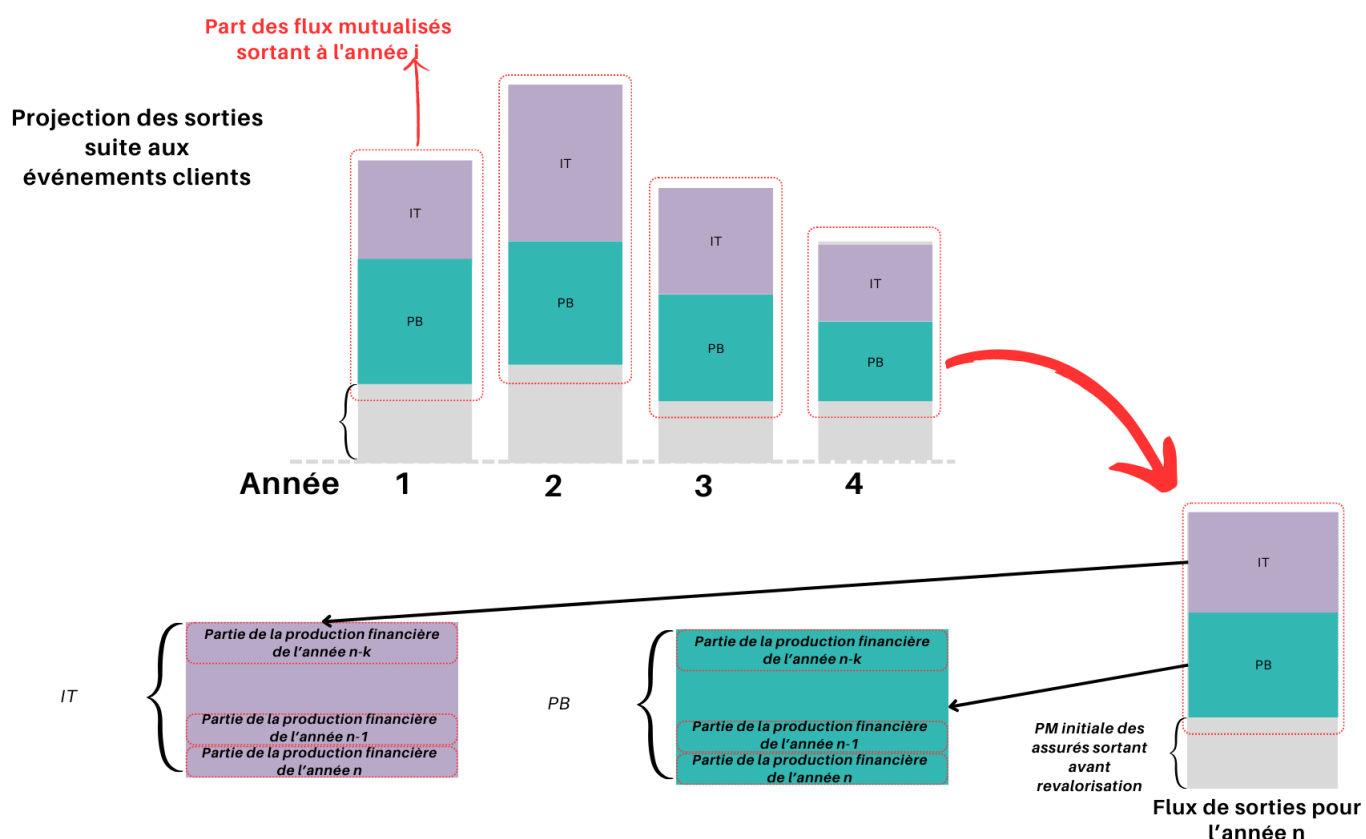 Part des flux mutualisés
sortant à l'année i
Projection des sorties
suite aux
événements clients
IT
PB
IT
PB
IT
PB
IT
PB
Année 1 2 3 4
IT
PB
PM initiale des
assurés sortant
avant
revalorisation
Flux de sorties pour
l'année n
IT
Partie de la production financière
de l'année n-k
Partie de la production financière
de l'année n-1
Partie de la production financière
de l'année n
PB
Partie de la production financière
de l'année n-k
Partie de la production financière
de l'année n-1
Partie de la production financière
de l'année n